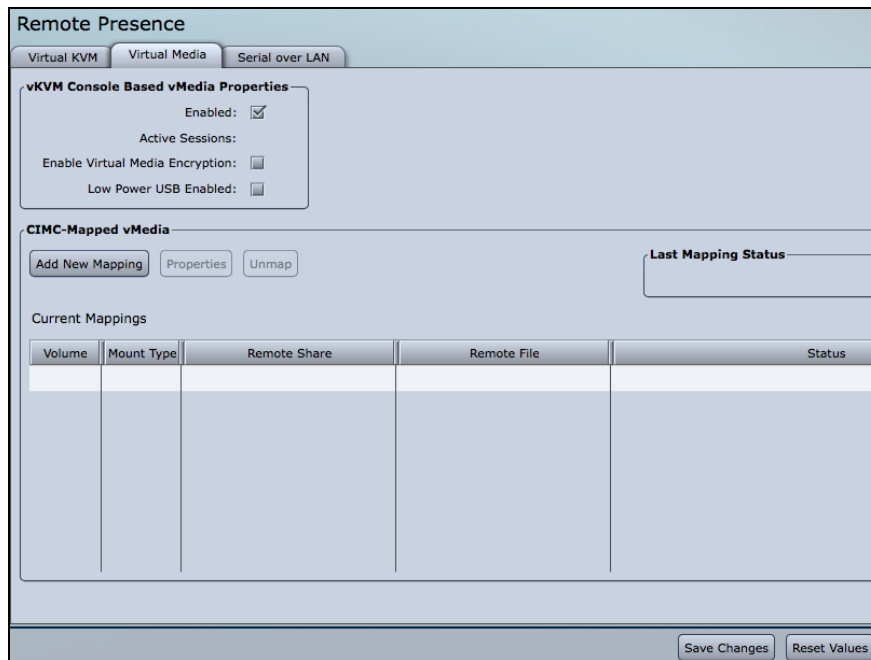 Remote Presence
Virtual KVM Virtual Media Serial over LAN
vKVM Console Based vMedia Properties
Enabled:
Active Sessions:
Enable Virtual Media Encryption:
Low Power USB Enabled:
CIMC-Mapped vMedia
Add New Mapping Properties Unmap
Last Mapping Status
Current Mappings
Volume Mount Type Remote Share Remote File Status
Save Changes Reset Values